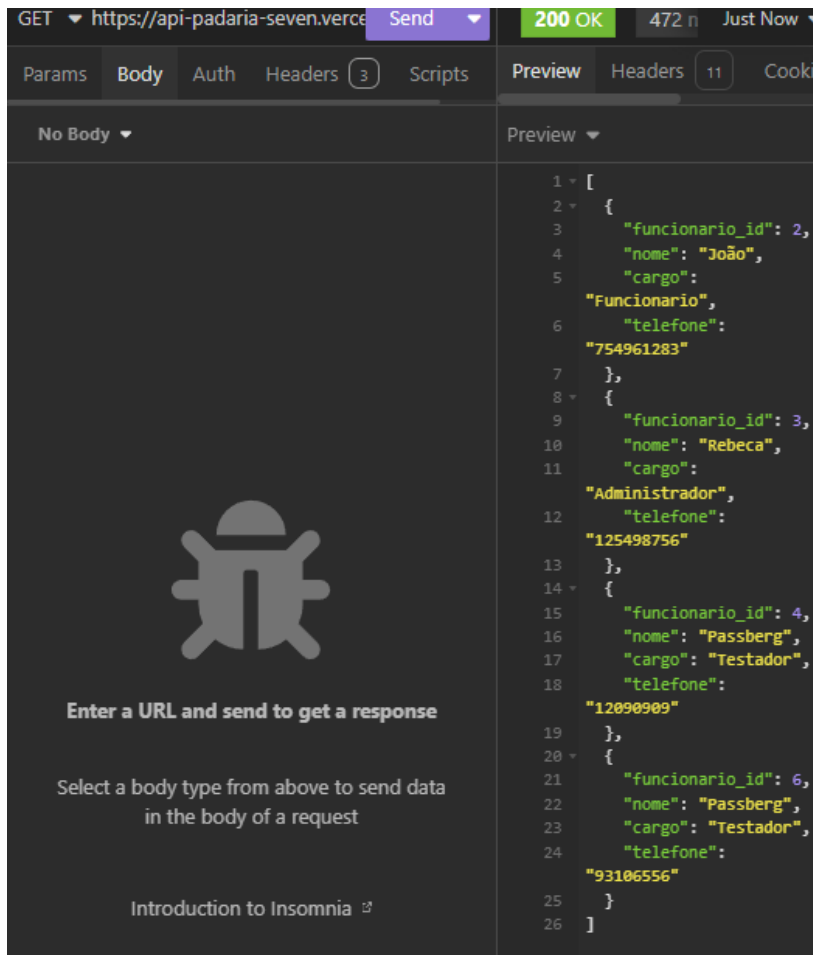 GET https://api-padaria-seven.verce Send 200 OK 472 n Just Now
Params Body Auth Headers 3 Scripts Preview Headers 11 Cooki
No Body Preview
1 [
2 {
3 "funcionario_id": 2,
4 "nome": "João",
5 "cargo":
"Funcionario",
6 "telefone":
"754961283"
7 },
8 {
9 "funcionario_id": 3,
10 "nome": "Rebeca",
11 "cargo":
"Administrador",
12 "telefone":
"125498756"
13 },
14 {
15 "funcionario_id": 4,
16 "nome": "Passberg",
17 "cargo": "Testador",
18 "telefone":
"12090909"
19 },
20 {
21 "funcionario_id": 6,
22 "nome": "Passberg",
23 "cargo": "Testador",
24 "telefone":
"93106556"
25 }
26 ]
Enter a URL and send to get a response
Select a body type from above to send data
in the body of a request
Introduction to Insomnia